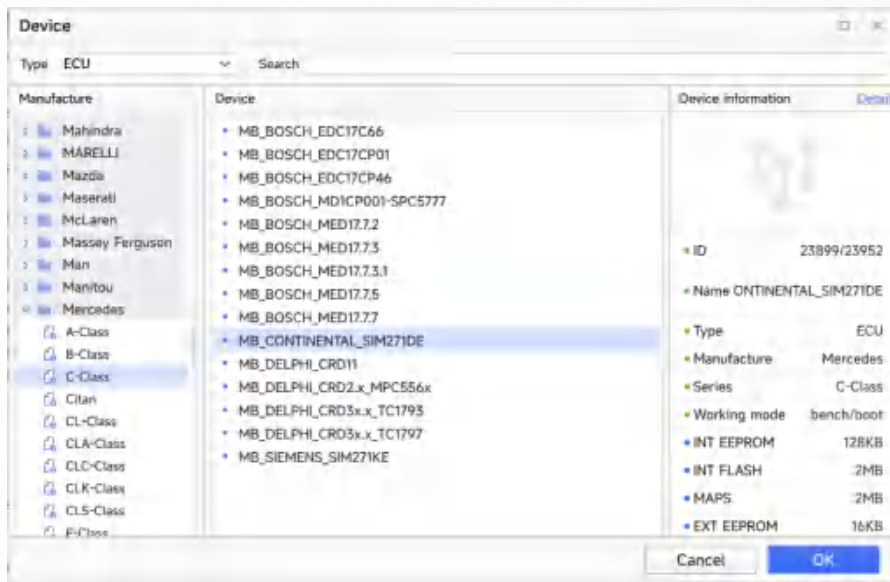 Device
Type ECU Search
Manufacture
Mahindra
MARELLI
Mazda
Maserati
McLaren
Massey Ferguson
Man
Manitou
Mercedes
A-Class
B-Class
C-Class
Citan
CL-Class
CLA-Class
CLC-Class
CLK-Class
CLS-Class
E-Class
Device
MB_BOSCH_EDC17C66
MB_BOSCH_EDC17CP01
MB_BOSCH_EDC17CP46
MB_BOSCH_MD1CP001-SPC5777
MB_BOSCH_MED17.7.2
MB_BOSCH_MED17.7.3
MB_BOSCH_MED17.7.3.1
MB_BOSCH_MED17.7.5
MB_BOSCH_MED17.7.7
MB_CONTINENTAL_SIM271DE
MB_DELPHI_CRD11
MB_DELPHI_CRD2.x_MPC556x
MB_DELPHI_CRD3x.x_TC1793
MB_DELPHI_CRD3x.x_TC1797
MB_SIEMENS_SIM271KE
Device information Detai
ID 23899/23952
Name ONTINENTAL_SIM271DE
Type ECU
Manufacture Mercedes
Series C-Class
Working mode bench/boot
INT EEPROM 128KB
INT FLASH 2MB
MAPS 2MB
EXT EEPROM 16KB
Cancel OK